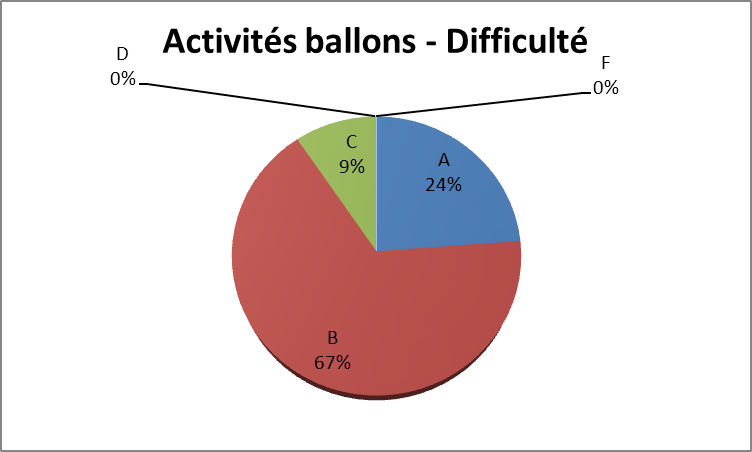 Activités ballons - Difficulté
D
0%
F
0%
C
9%
A
24%
B
67%